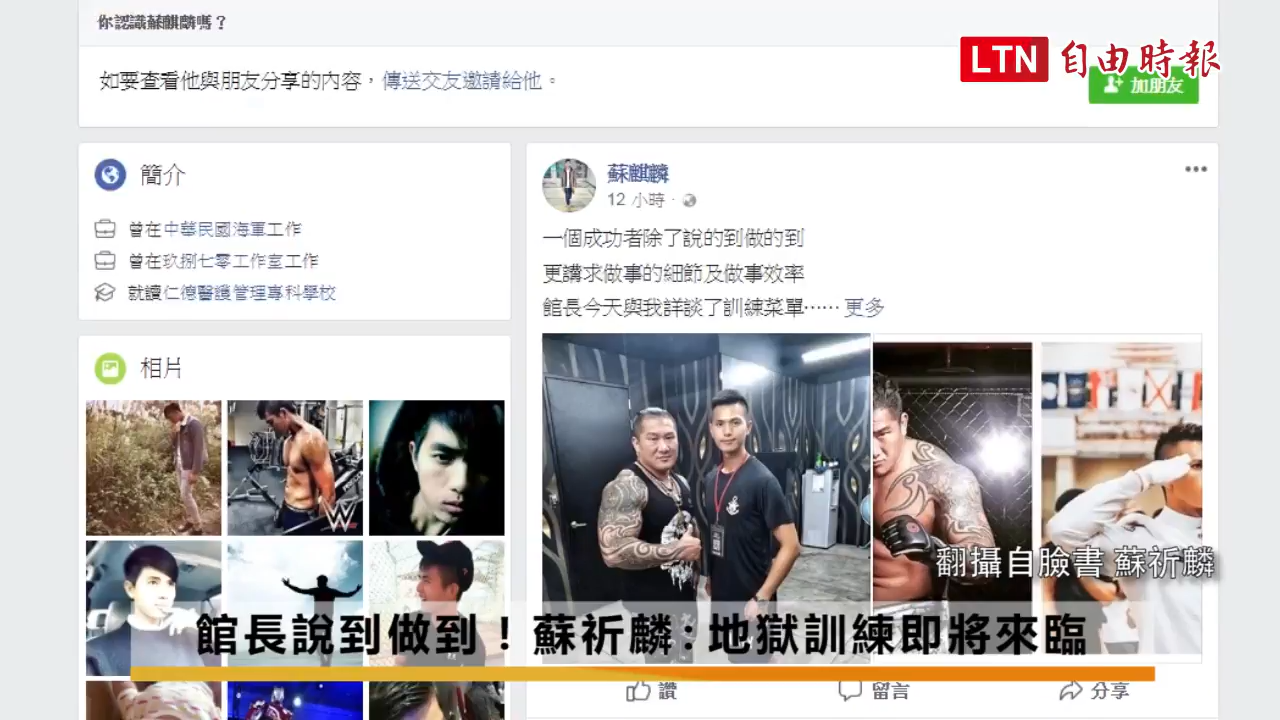 你認識蘇麒麟嗎？
LTN 自由時報
如要查看他與朋友分享的內容，傳送交友邀請給他。
加朋友
簡介
曾在中華民國海軍工作
曾在玖捌七零工作室工作
就讀仁德醫護管理專科學校
相片
蘇麒麟
12 小時 ·
一個成功者除了說的到做的到
更講求做事的細節及做事效率
館長今天與我詳談了訓練菜單…… 更多
翻攝自臉書 蘇祈麟
館長說到做到！蘇祈麟：地獄訓練即將來臨
讚
留言
分享